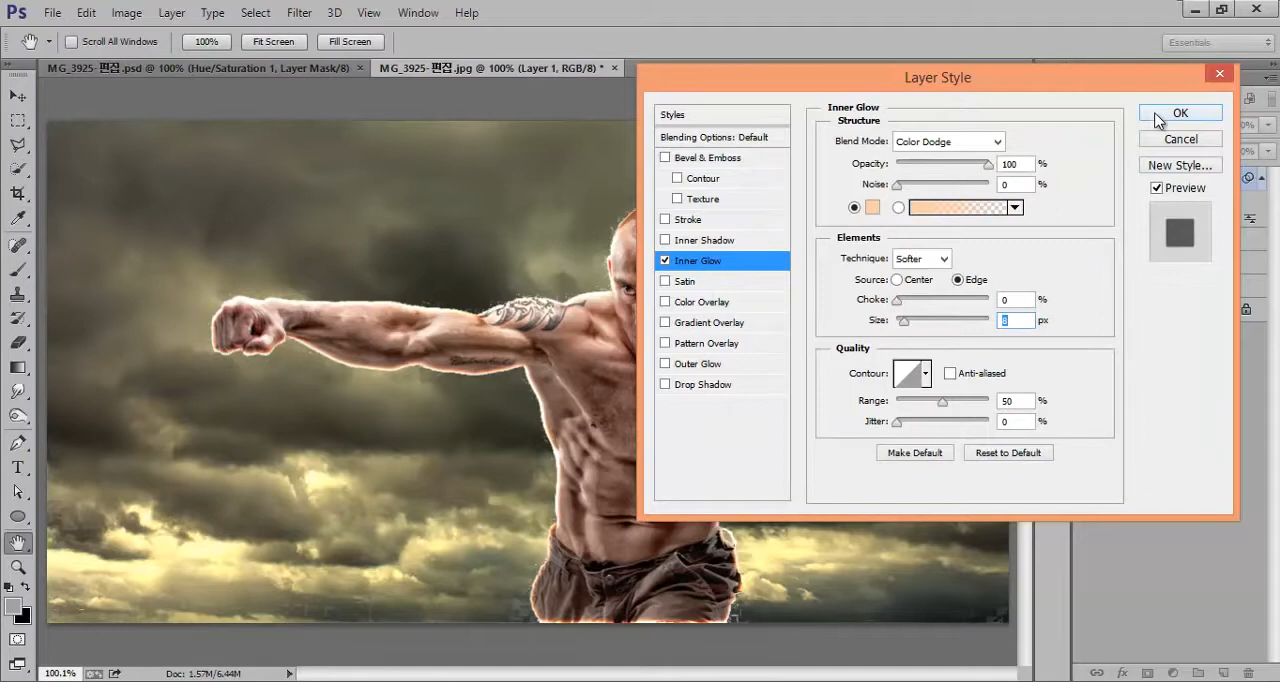 Ps File Edit Image Layer Type Select Filter 3D View Window Help
Scroll All Windows 100% Fit Screen Fill Screen Essentials
MG_3925-편집.psd @ 100% (Hue/Saturation 1, Layer Mask/8) × MG_3925-편집.jpg @ 100% (Layer 1, RGB/8) * ×
Layer Style
Styles
Blending Options: Default
Bevel & Emboss
Contour
Texture
Stroke
Inner Shadow
Inner Glow
Satin
Color Overlay
Gradient Overlay
Pattern Overlay
Outer Glow
Drop Shadow
Inner Glow
Structure
Blend Mode: Color Dodge
Opacity: 100 %
Noise: 0 %
Elements
Technique: Softer
Source: Center Edge
Choke: 0 %
Size: 8 px
Quality
Contour: Anti-aliased
Range: 50 %
Jitter: 0 %
Make Default Reset to Default
OK
Cancel
New Style...
Preview
100.1% Doc: 1.57M/6.44M